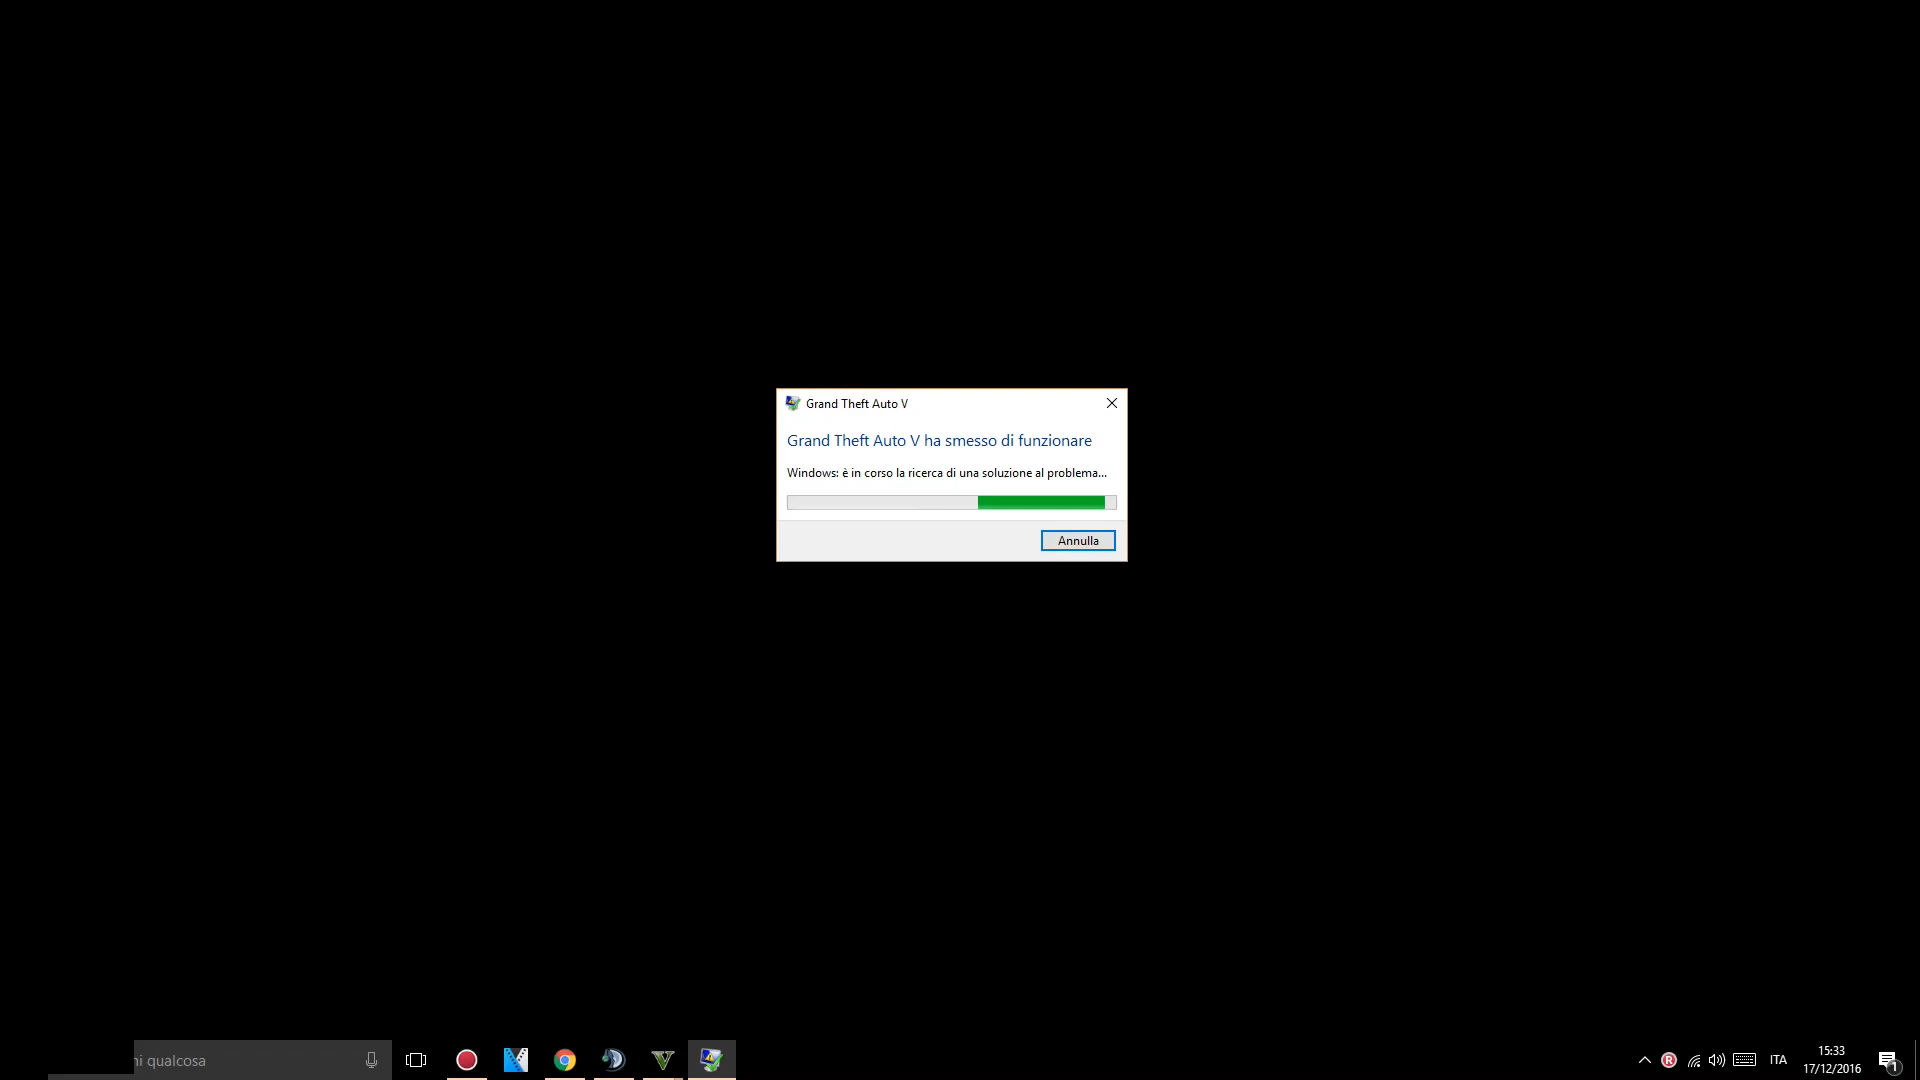 Grand Theft Auto V
Grand Theft Auto V ha smesso di funzionare
Windows: è in corso la ricerca di una soluzione al problema...
Annulla
qualcosa
ITA
15:33
17/12/2016
1